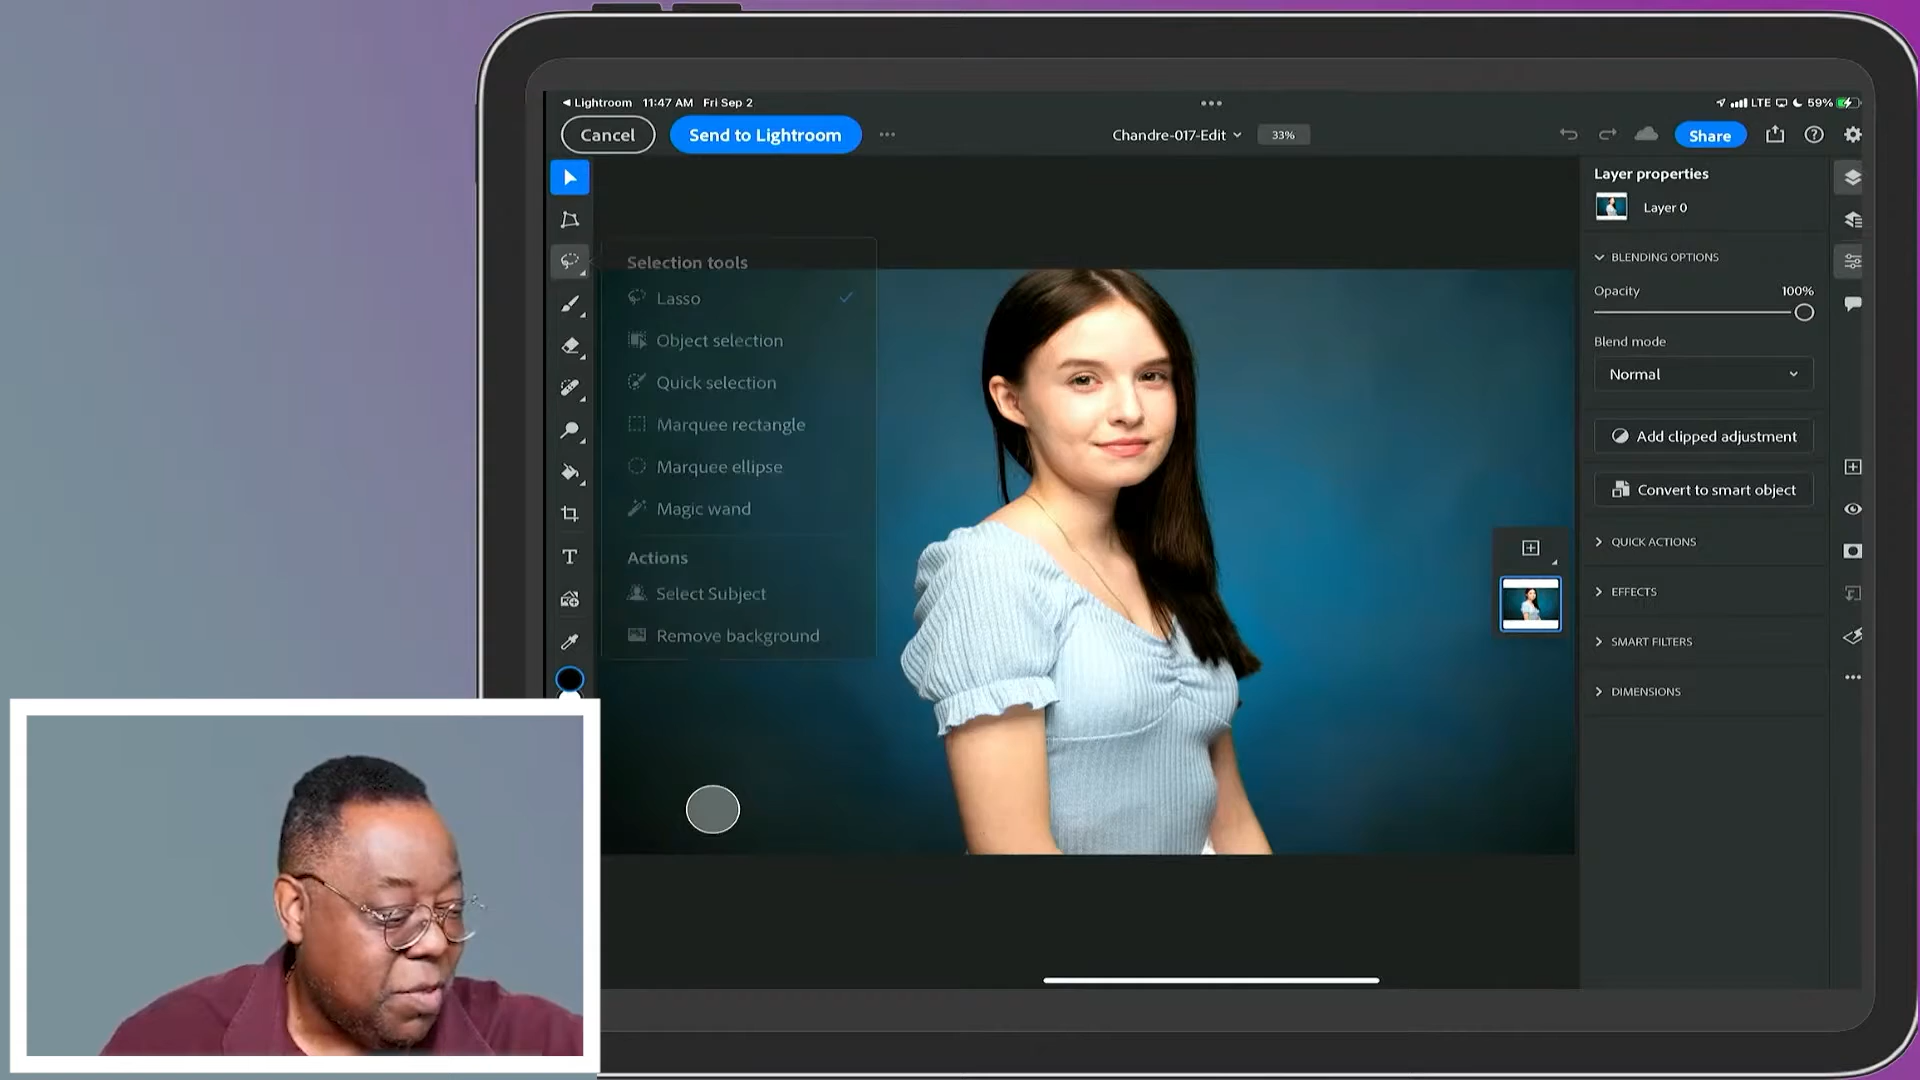 Lightroom 11:47 AM Fri Sep 2
LTE 59%
Cancel
Send to Lightroom
Chandre-017-Edit
33%
Share
Selection tools
Lasso
Object selection
Quick selection
Marquee rectangle
Marquee ellipse
Magic wand
Actions
Select Subject
Remove background
T
Layer properties
Layer 0
BLENDING OPTIONS
Opacity 100%
Blend mode
Normal
Add clipped adjustment
Convert to smart object
QUICK ACTIONS
EFFECTS
SMART FILTERS
DIMENSIONS